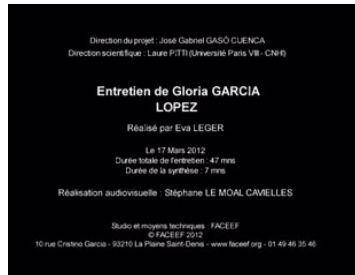 Direction du projet : José Gabriel GASÓ CUENCA
Direction scientifique : Laure PITTI (Université Paris VIII - CNHI)
Entretien de Gloria GARCIA
LOPEZ
Réalisé par Eva LEGER
Le 17 Mars 2012
Durée totale de l'entretien : 47 mns
Durée de la synthèse : 7 mns
Réalisation audiovisuelle : Stéphane LE MOAL CAVIELLES
Studio et moyens techniques : FACEEF
© FACEEF 2012
10 rue Cristino Garcia - 93210 La Plaine Saint-Denis - www.faceef.org - 01 49 46 35 46